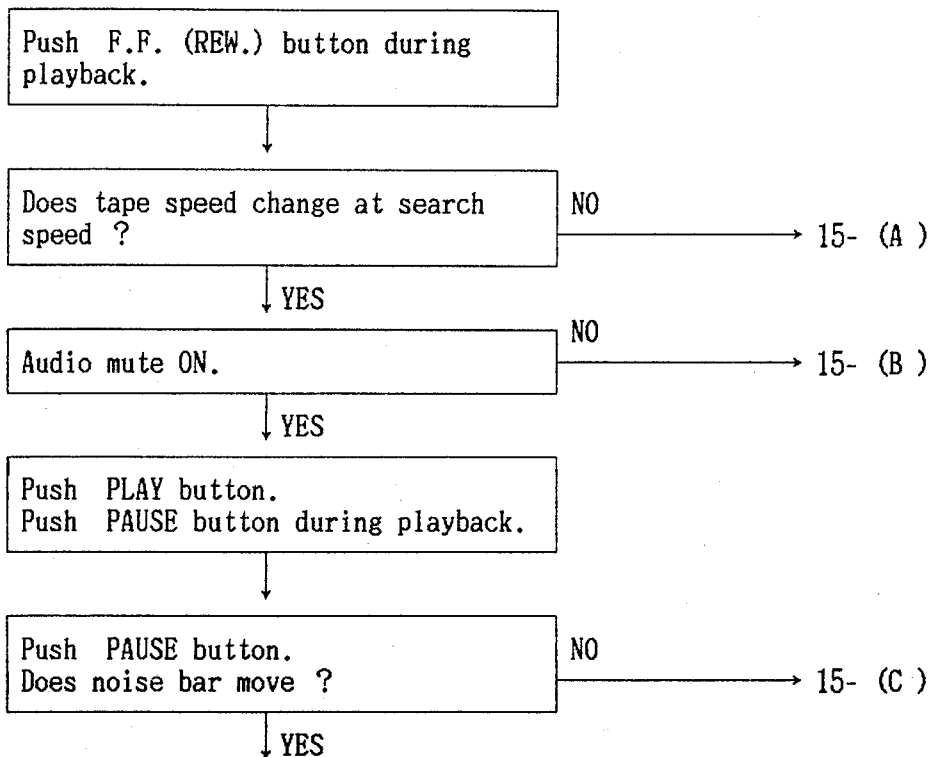 Push F.F. (REW.) button during
playback.
Does tape speed change at search
speed ?
NO
15- (A )
YES
Audio mute ON.
NO
15- (B )
YES
Push PLAY button.
Push PAUSE button during playback.
Push PAUSE button.
Does noise bar move ?
NO
15- (C )
YES